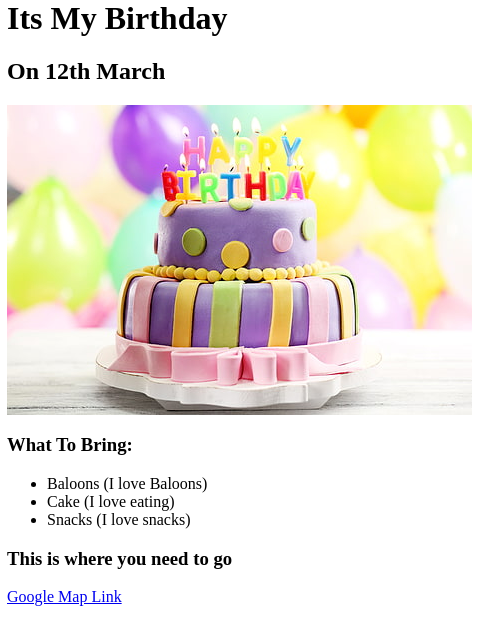 Its My Birthday
On 12th March
HAPPY
BIRTHDAY
What To Bring:
Baloons (I love Baloons)
Cake (I love eating)
Snacks (I love snacks)
This is where you need to go
Google Map Link